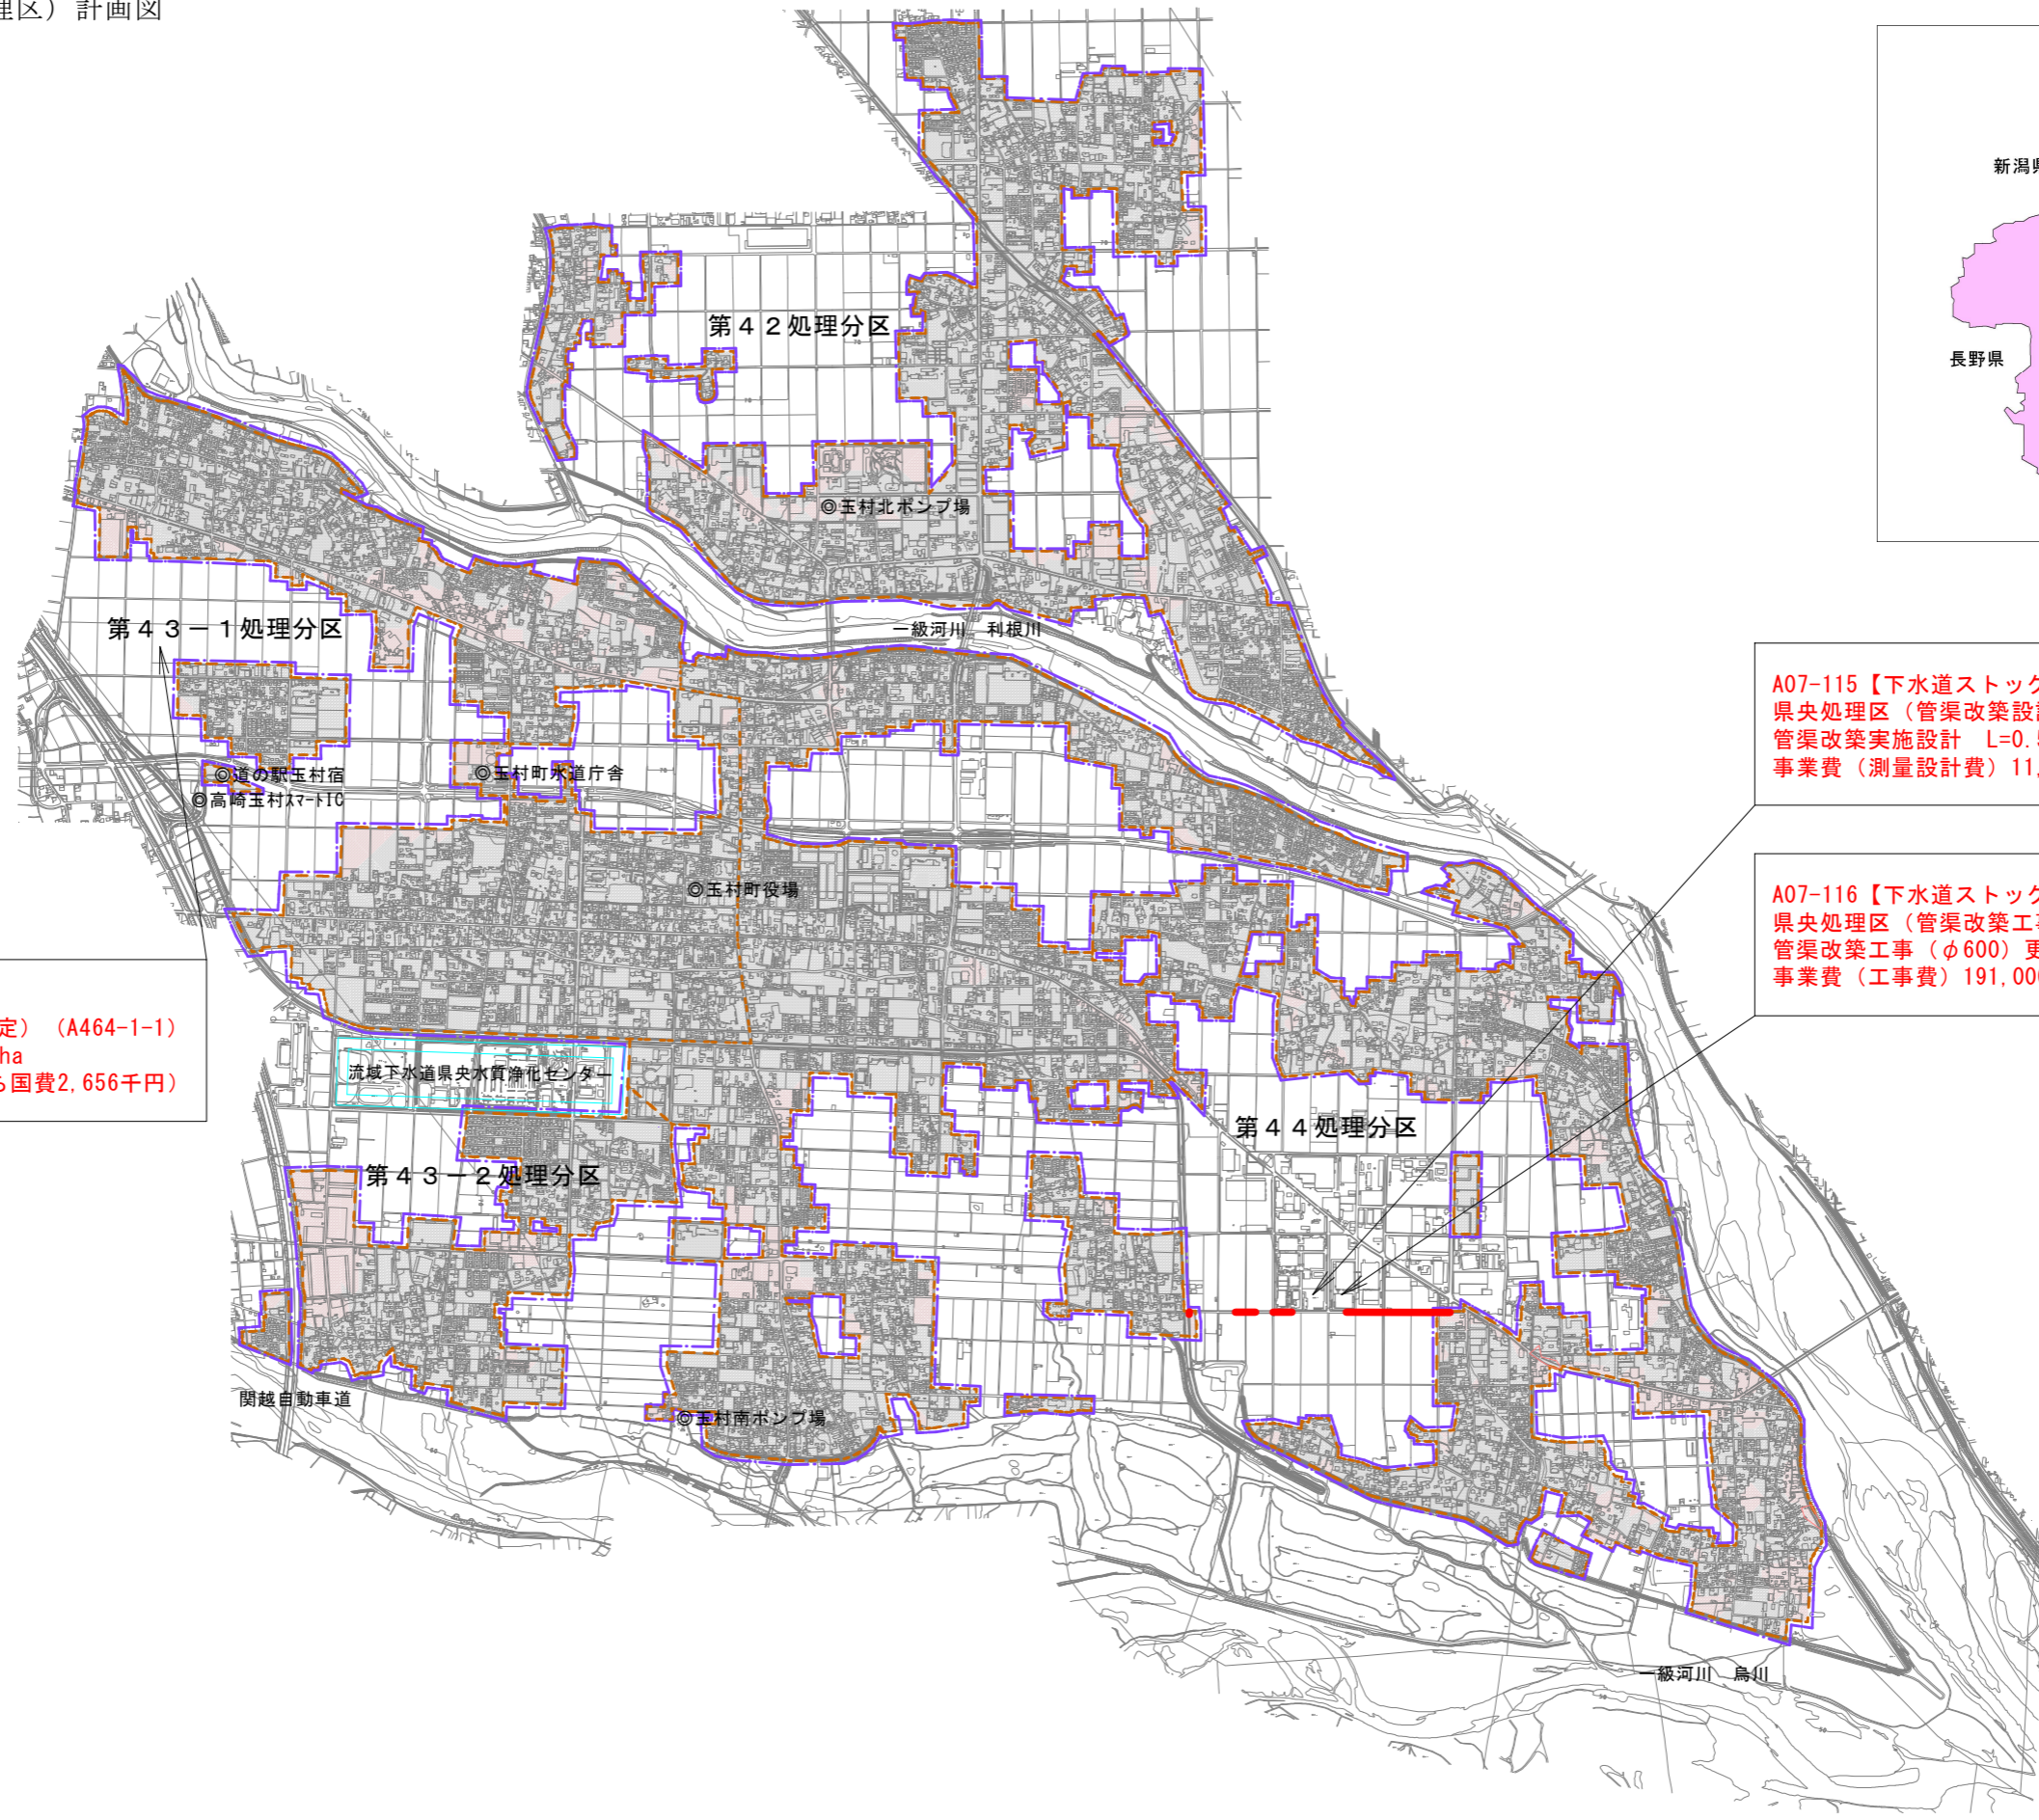 理区）計画図
新潟県
長野県
第４２処理分区
◎玉村北ポンプ場
一級河川　利根川
第４３－１処理分区
◎道の駅玉村宿
◎高崎玉村スマートIC
◎玉村町水道庁舎
◎玉村町役場
A07-115【下水道ストック
県央処理区（管渠改築設
管渠改築実施設計　L=0.
事業費（測量設計費）11,
A07-116【下水道ストック
県央処理区（管渠改築工事
管渠改築工事（φ600）更
事業費（工事費）191,000
定）（A464-1-1）
ha
ら国費2,656千円）
流域下水道県央水質浄化センター
第４３－２処理分区
第４４処理分区
関越自動車道
◎玉村南ポンプ場
一級河川　烏川